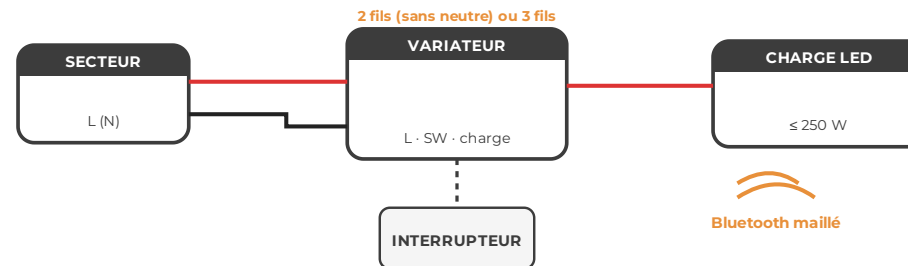 2 fils (sans neutre) ou 3 fils
SECTEUR
L (N)
VARIATEUR
L · SW · charge
CHARGE LED
≤ 250 W
INTERRUPTEUR
Bluetooth maillé